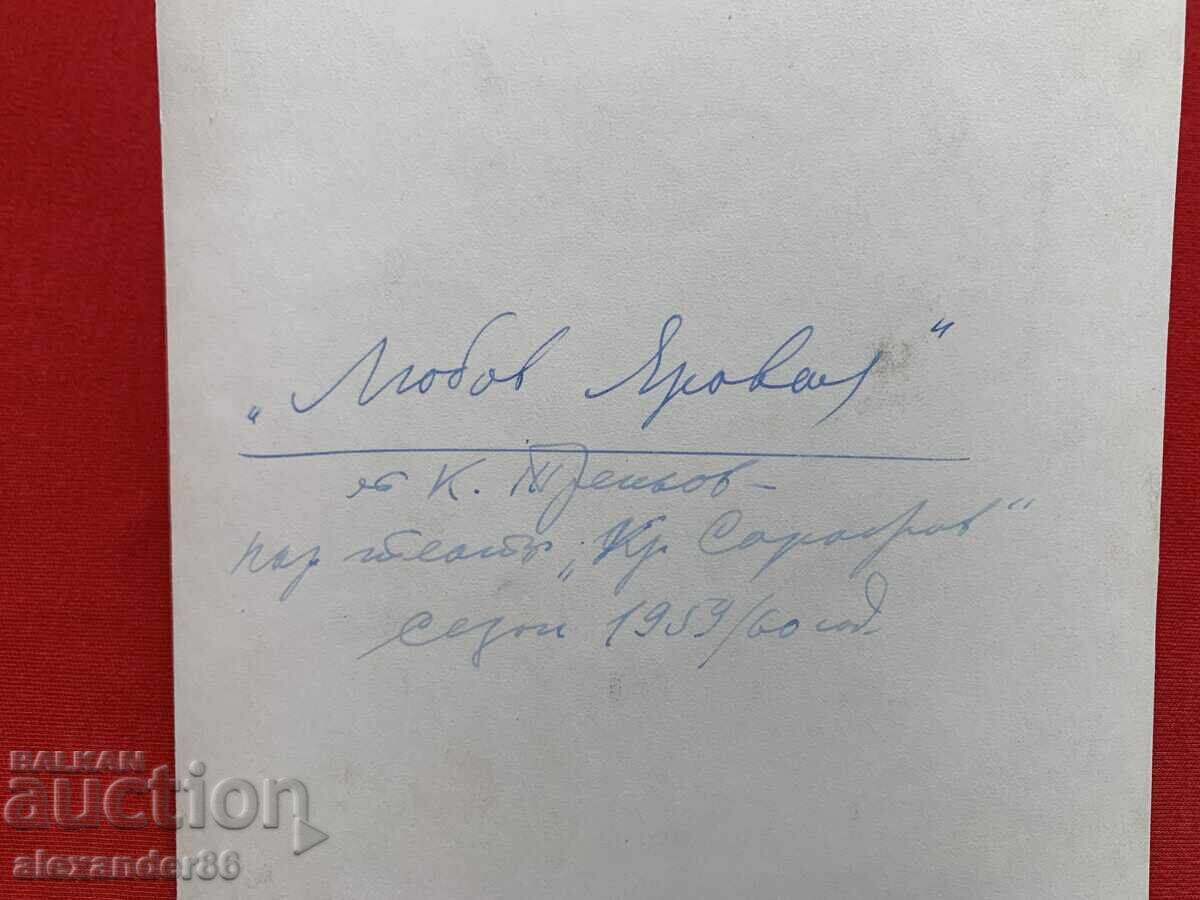 „Любов Яровая“
от К. Треньов –
нар. театър „Кр. Сарафов“
сезон 1959/60 год.
BALKAN
auction
alexander86